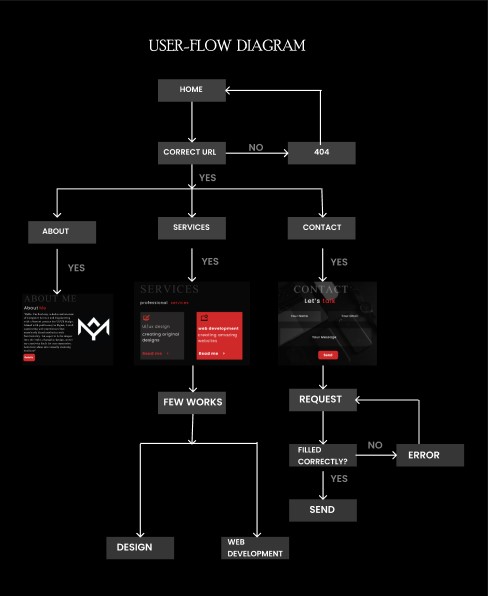 USER-FLOW DIAGRAM
HOME
CORRECT URL
NO
404
YES
ABOUT
SERVICES
CONTACT
YES
YES
YES
ABOUT ME
About me
SERVICES
professional services
ui/ux design
creating original
designs
Read me
web development
creating amazing
websites
Read me
CONTACT
Let's talk
Your Name
Your Email
Your Message
Send
FEW WORKS
REQUEST
FILLED
CORRECTLY?
NO
ERROR
YES
SEND
DESIGN
WEB
DEVELOPMENT